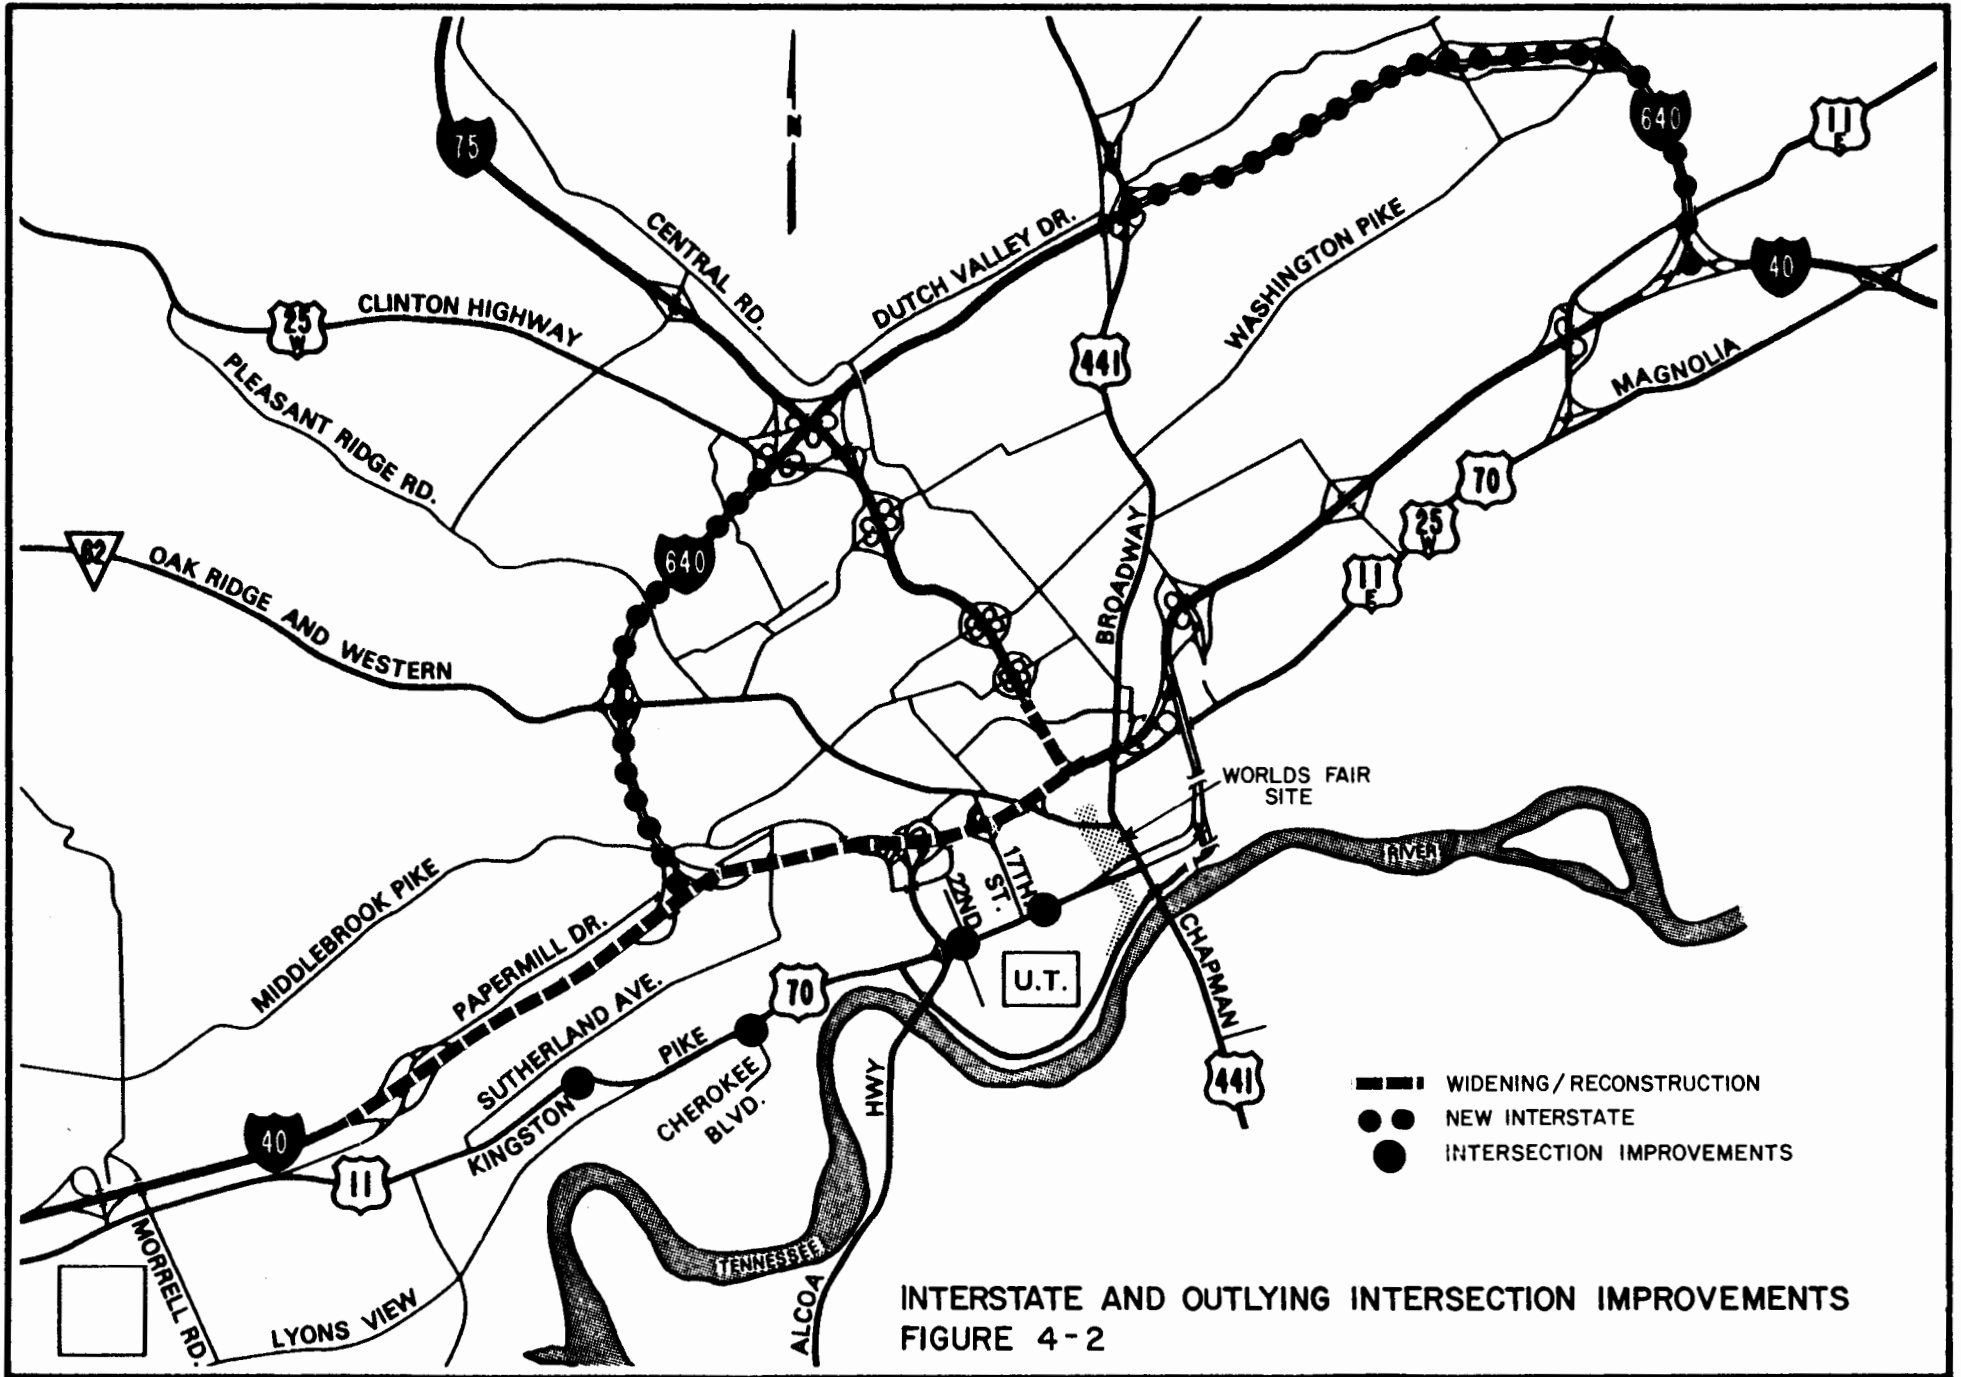 N
75
640
11
E
CENTRAL RD.
DUTCH VALLEY DR.
WASHINGTON PIKE
40
25
W
CLINTON HIGHWAY
441
MAGNOLIA
PLEASANT RIDGE RD.
70
25
W
11
E
62
OAK RIDGE AND WESTERN
640
BROADWAY
WORLDS FAIR
SITE
RIVER
MIDDLEBROOK PIKE
17TH
ST.
22ND
PAPERMILL DR.
SUTHERLAND AVE.
70
U.T.
CHAPMAN
441
KINGSTON PIKE
CHEROKEE
BLVD.
HWY
ALCOA
40
11
MORRELL RD.
LYONS VIEW
TENNESSEE
WIDENING/RECONSTRUCTION
NEW INTERSTATE
INTERSECTION IMPROVEMENTS
INTERSTATE AND OUTLYING INTERSECTION IMPROVEMENTS
FIGURE 4-2